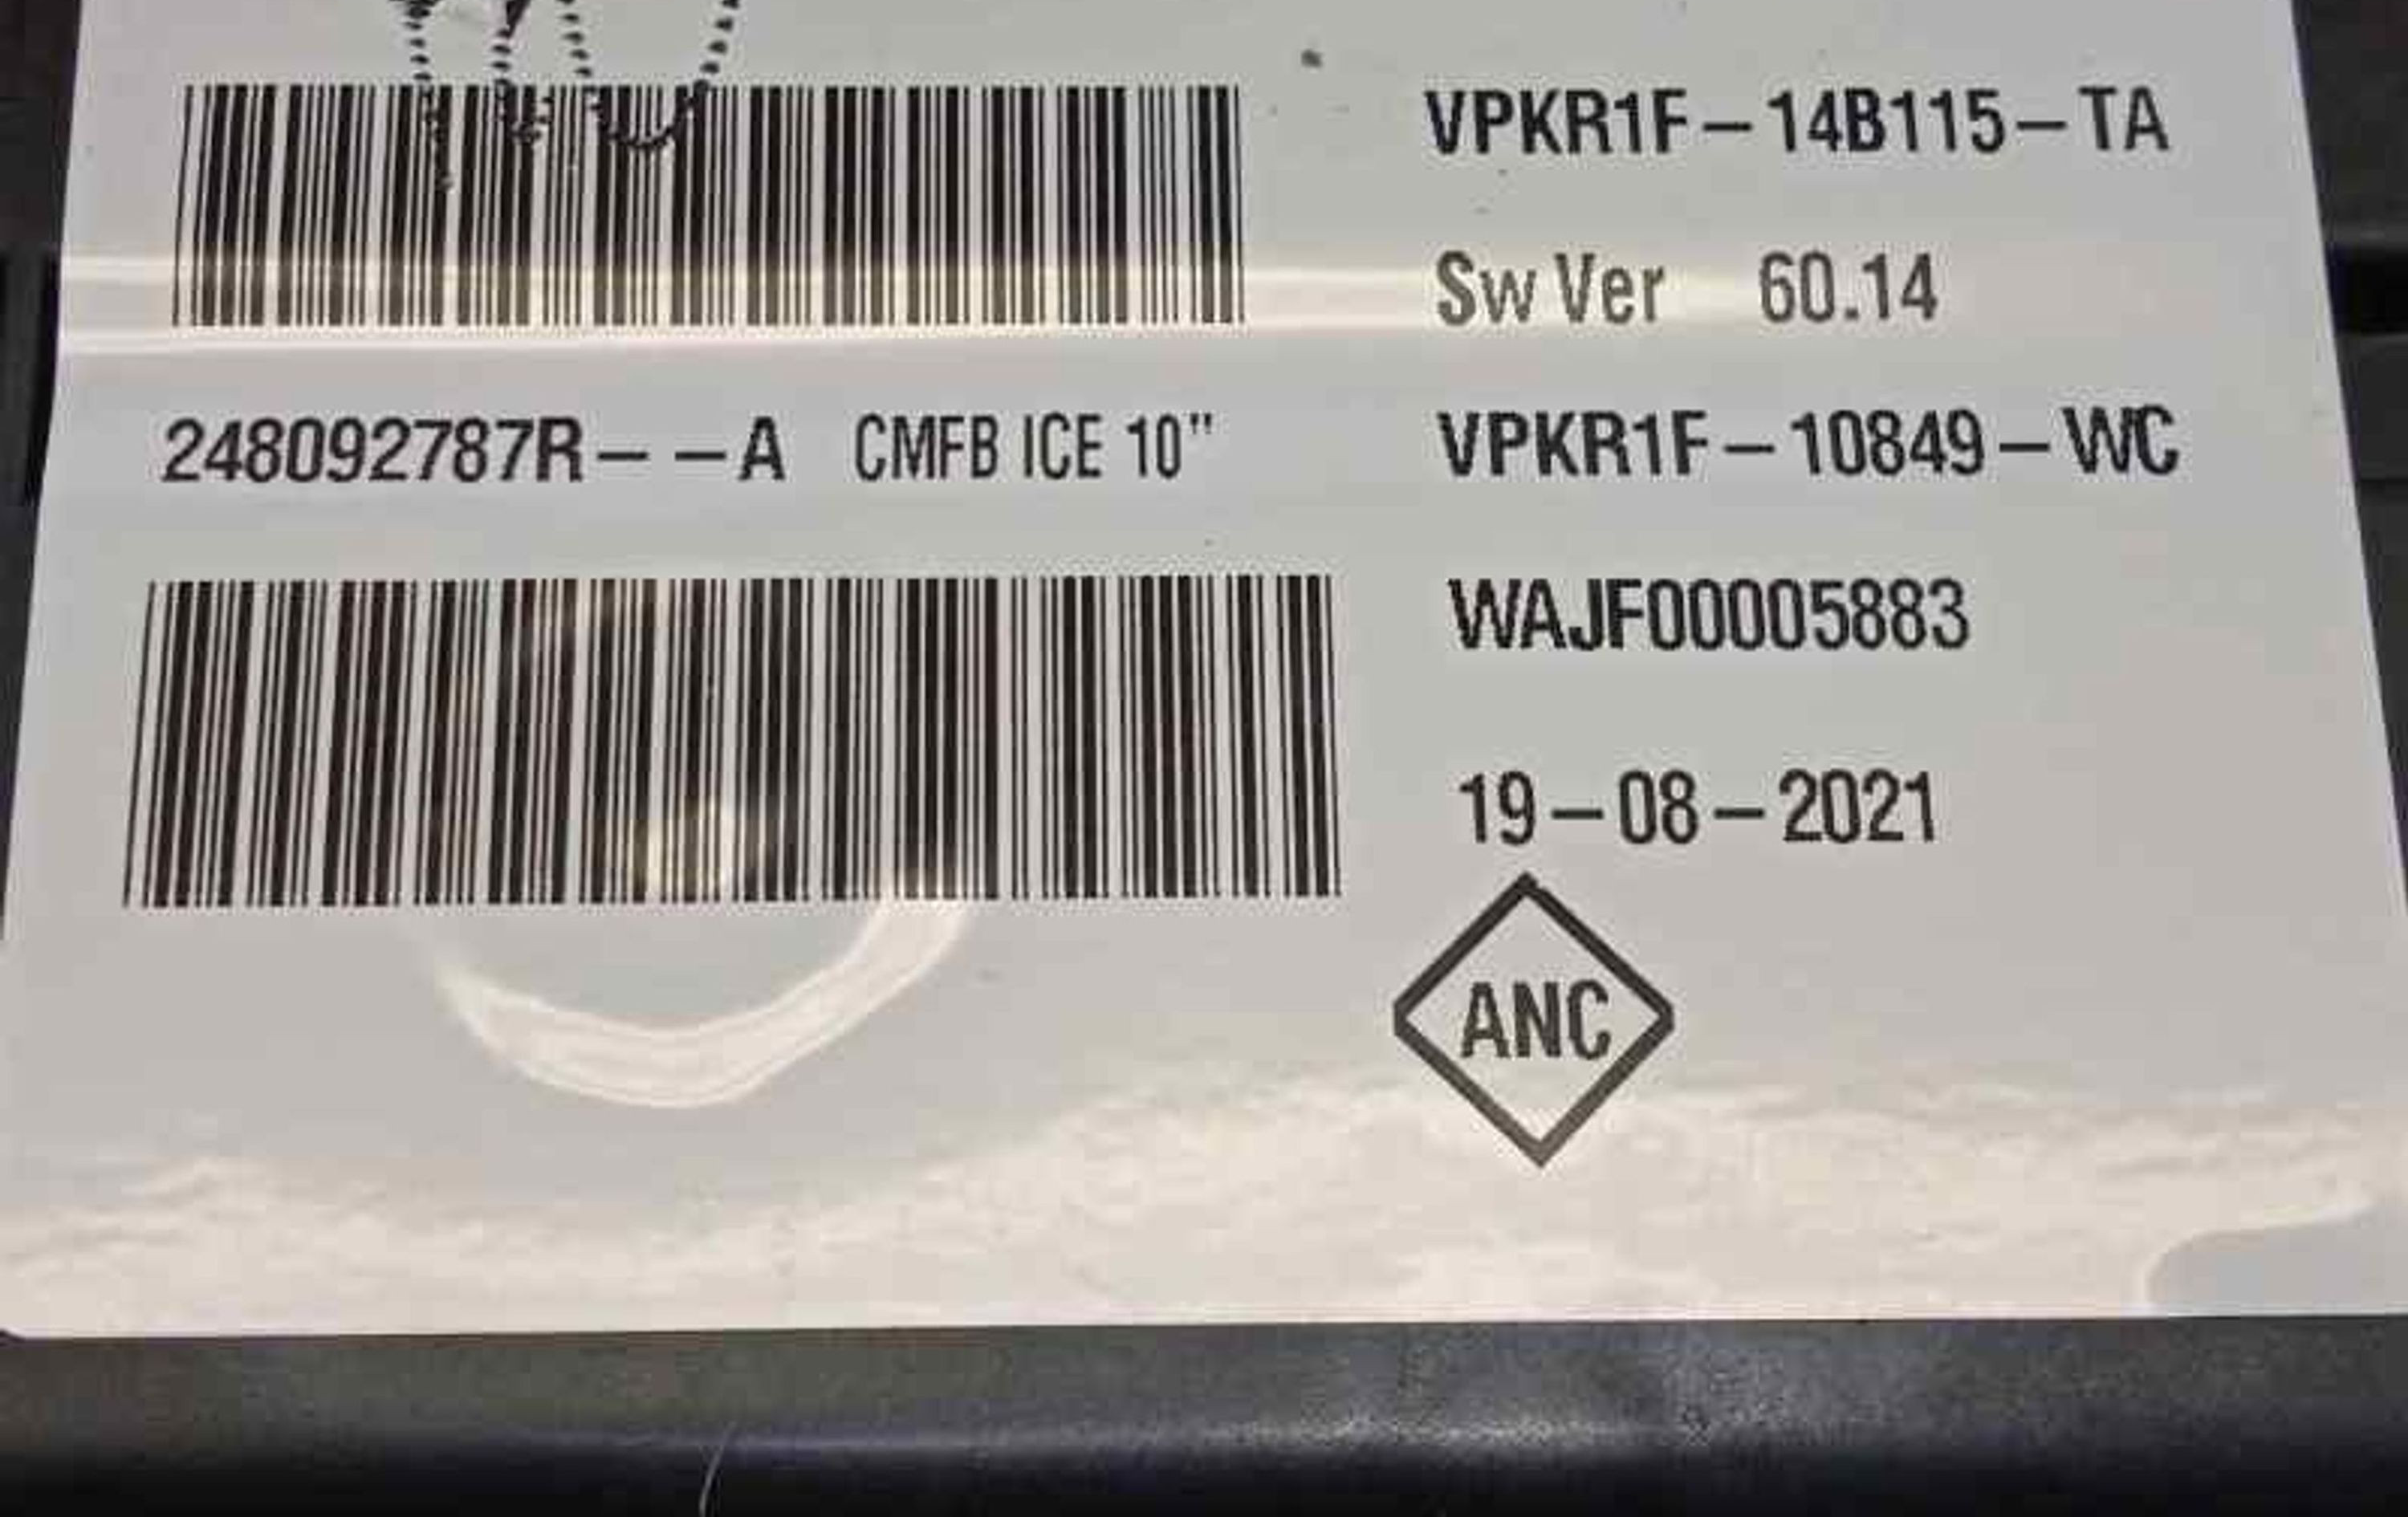 VPKR1F-14B115-TA
Sw Ver 60.14
248092787R--A CMFB ICE 10" VPKR1F-10849-WC
WAJF00005883
19-08-2021
ANC